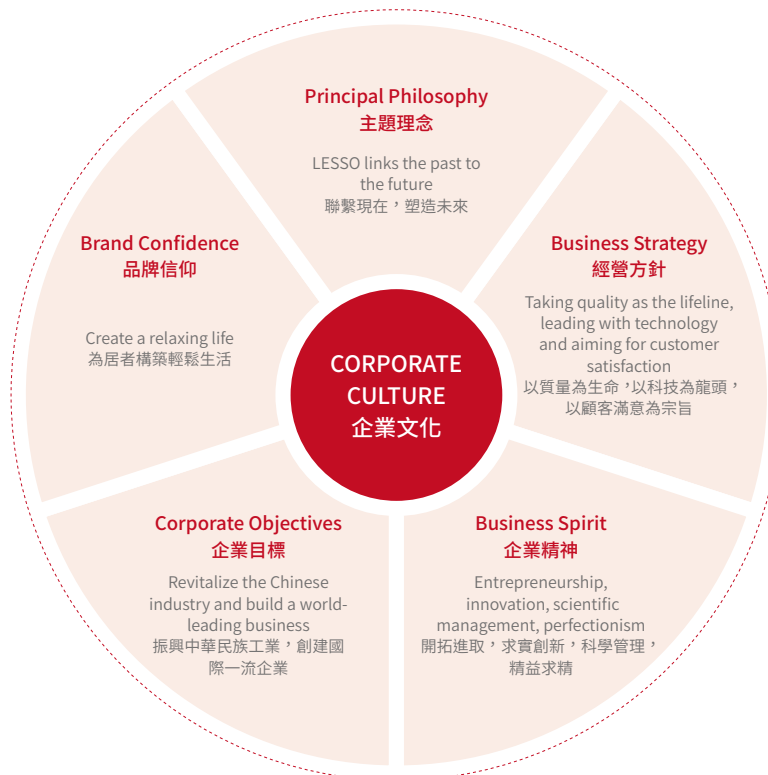 Principal Philosophy
主題理念
LESSO links the past to
the future
聯繫現在，塑造未來
Brand Confidence
品牌信仰
Create a relaxing life
為居者構築輕鬆生活
Business Strategy
經營方針
Taking quality as the lifeline,
leading with technology
and aiming for customer
satisfaction
以質量為生命，以科技為龍頭，
以顧客滿意為宗旨
CORPORATE
CULTURE
企業文化
Corporate Objectives
企業目標
Revitalize the Chinese
industry and build a world-
leading business
振興中華民族工業，創建國
際一流企業
Business Spirit
企業精神
Entrepreneurship,
innovation, scientific
management, perfectionism
開拓進取，求實創新，科學管理，
精益求精